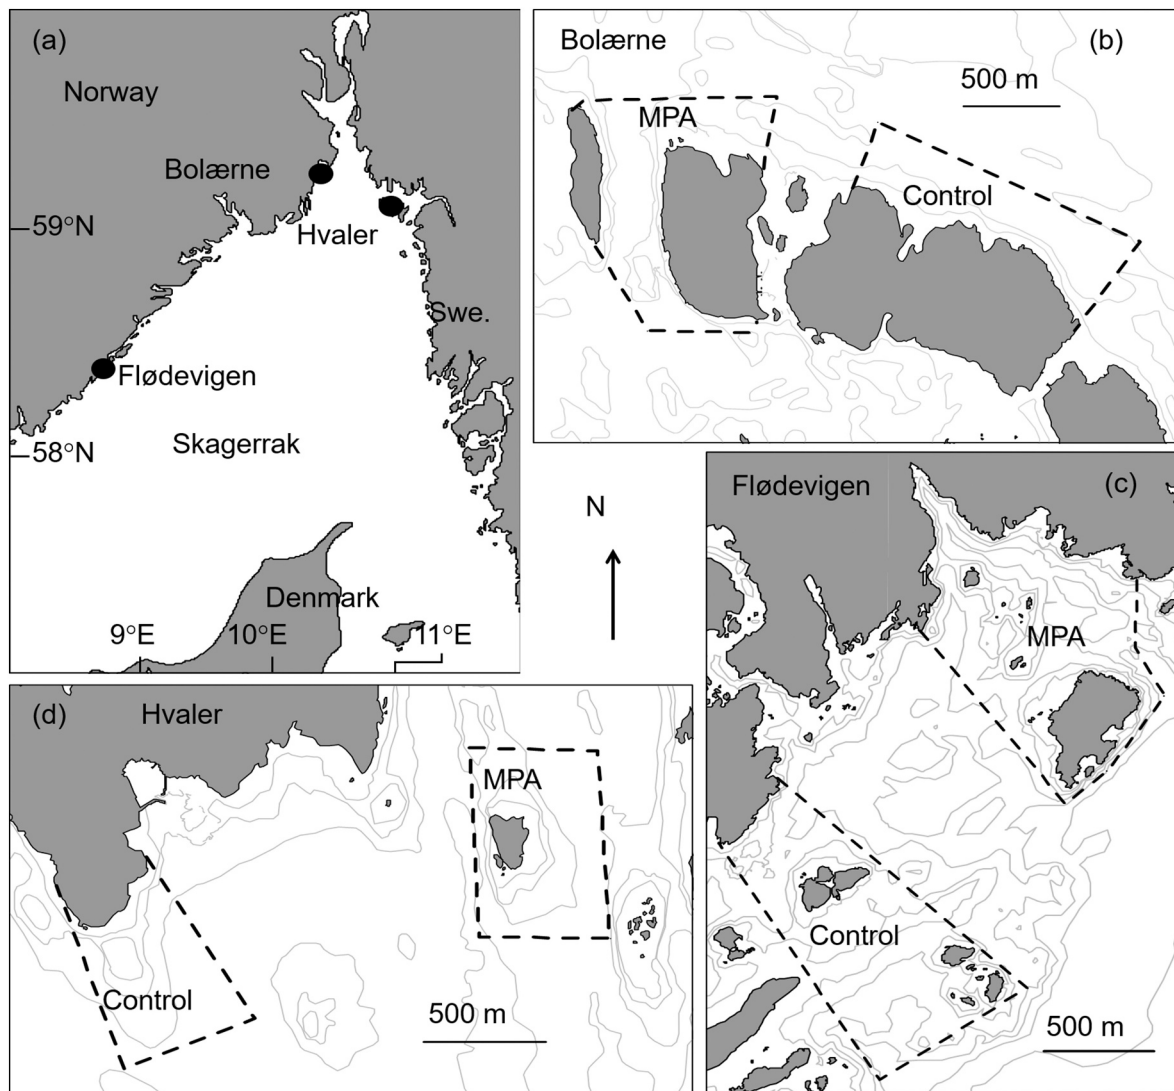 (a)
Norway
Bolærne
59°N
Hvaler
Swe.
Flødevigen
Skagerrak
58°N
Denmark
9°E
10°E
11°E
Bolærne
(b)
500 m
MPA
Control
N
Flødevigen
(c)
MPA
Control
500 m
(d)
Hvaler
MPA
Control
500 m